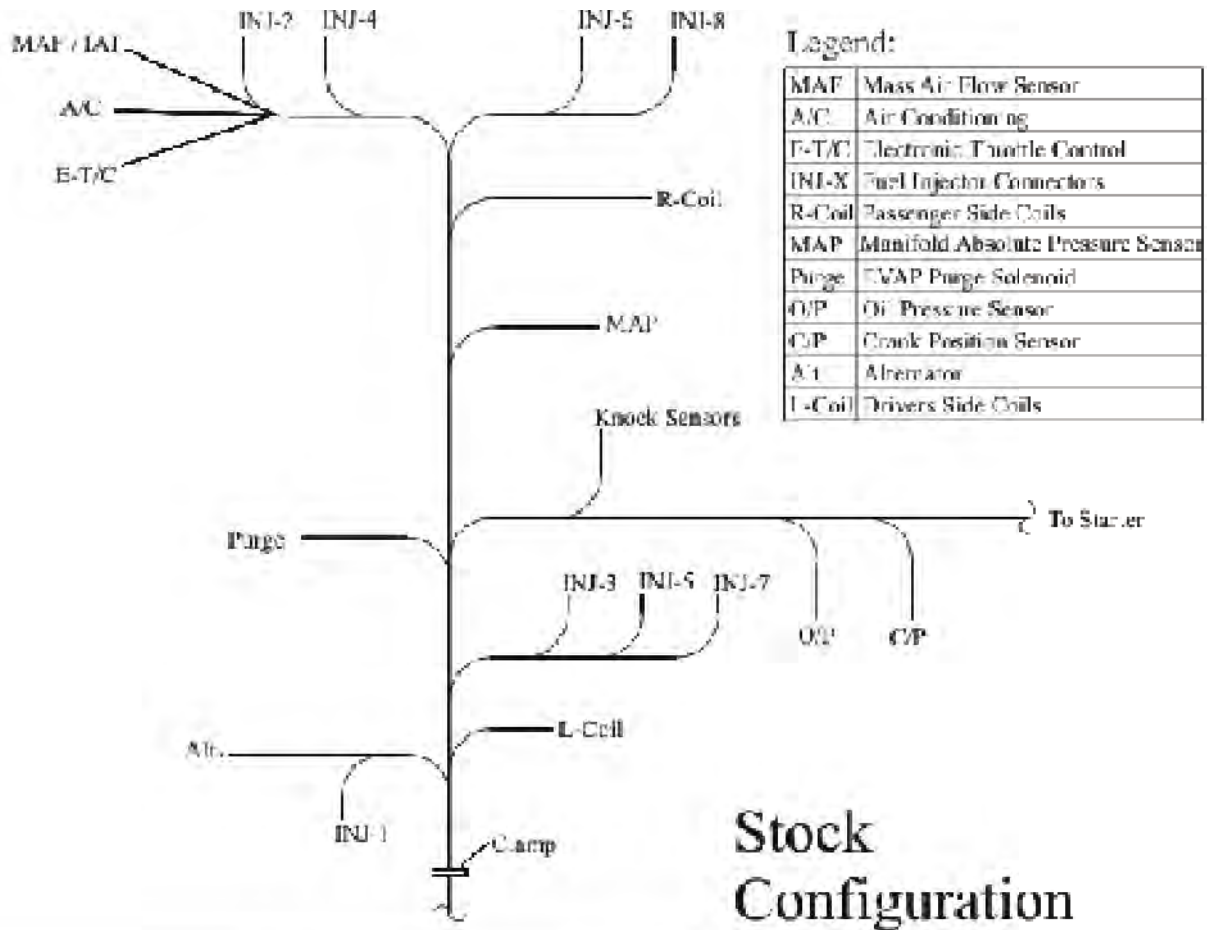 INJ-2 INJ-4 INJ-5 INJ-8
MAF / IAT
A/C
E-T/C
Legend:
MAF Mass Air Flow Sensor
A/C Air Conditioning
E-T/C Electronic Throttle Control
INJ-X Fuel Injector Connectors
R-Coil Passenger Side Coils
MAP Manifold Absolute Pressure Sensor
Purge EVAP Purge Solenoid
O/P Oil Pressure Sensor
C/P Crank Position Sensor
Alt Alternator
L-Coil Drivers Side Coils
R-Coil
MAP
Knock Sensors
To Starter
Purge
INJ-3 INJ-5 INJ-7
O/P C/P
L-Coil
Alt.
INJ-1
Clamp
Stock
Configuration